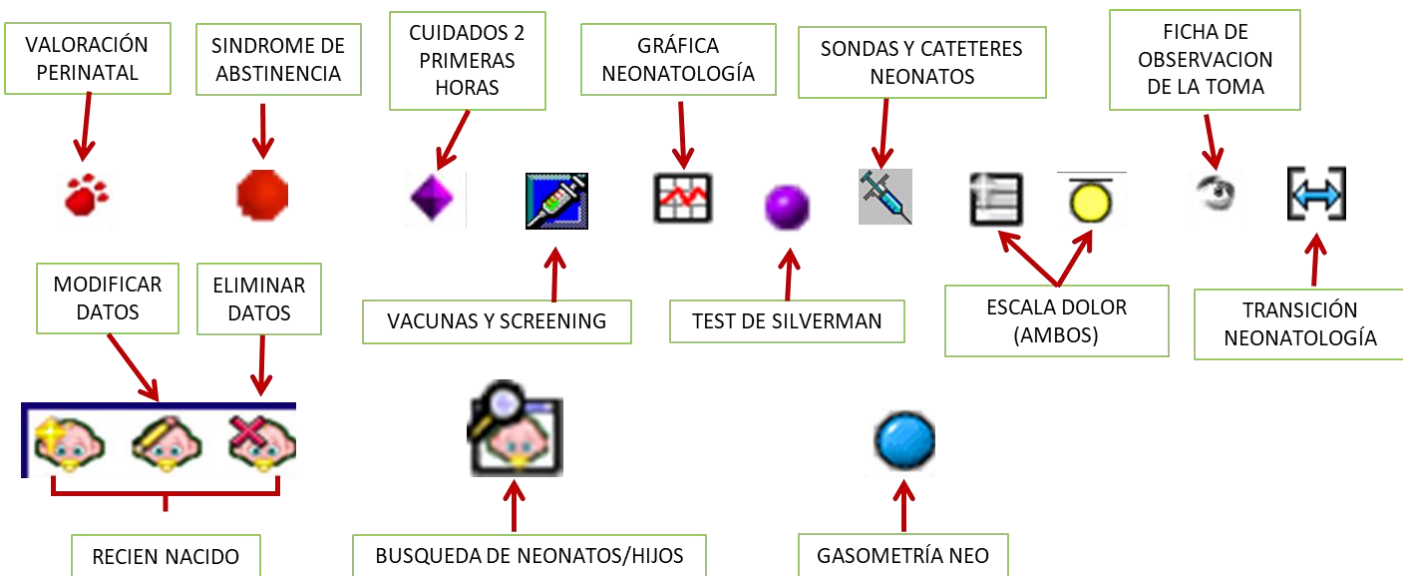 VALORACIÓN
PERINATAL
SINDROME DE
ABSTINENCIA
CUIDADOS 2
PRIMERAS
HORAS
GRÁFICA
NEONATOLOGÍA
SONDAS Y CATETERES
NEONATOS
FICHA DE
OBSERVACION
DE LA TOMA
MODIFICAR
DATOS
ELIMINAR
DATOS
VACUNAS Y SCREENING
TEST DE SILVERMAN
ESCALA DOLOR
(AMBOS)
TRANSICIÓN
NEONATOLOGÍA
RECIEN NACIDO
BUSQUEDA DE NEONATOS/HIJOS
GASOMETRÍA NEO